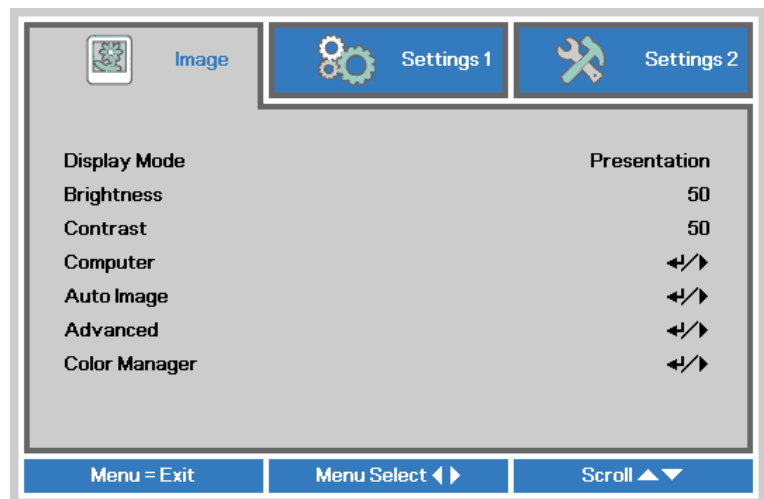 Image
Settings 1
Settings 2
Display Mode Presentation
Brightness 50
Contrast 50
Computer ↵/▶
Auto Image ↵/▶
Advanced ↵/▶
Color Manager ↵/▶
Menu = Exit
Menu Select ◀▶
Scroll ▲▼